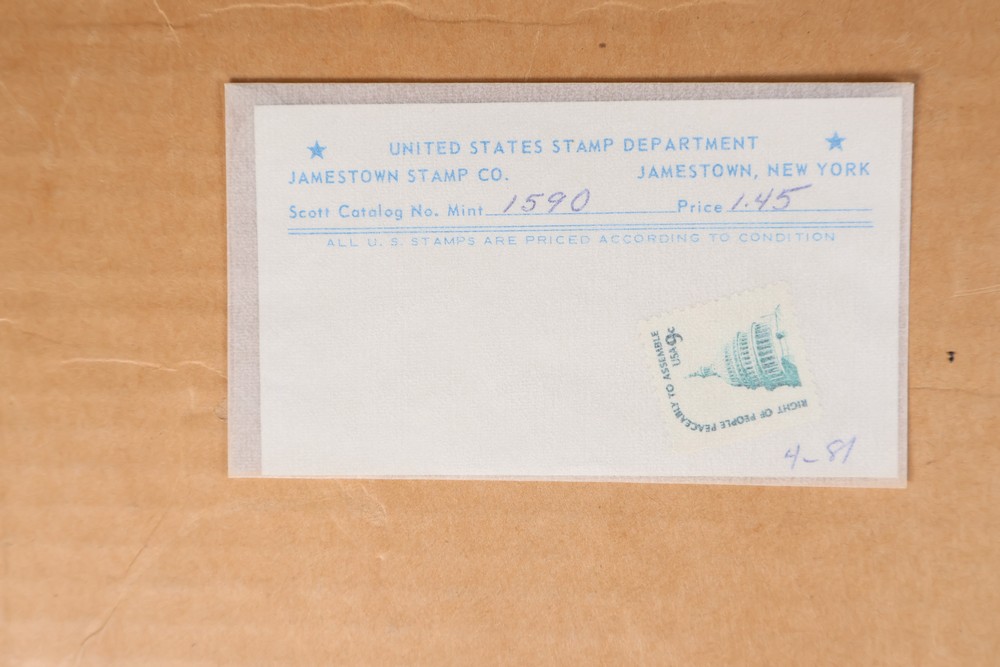 UNITED STATES STAMP DEPARTMENT
JAMESTOWN STAMP CO. JAMESTOWN, NEW YORK
Scott Catalog No. Mint 1590 Price 1.45
ALL U. S. STAMPS ARE PRICED ACCORDING TO CONDITION
RIGHT OF PEOPLE PEACEABLY TO ASSEMBLE
USA 9c
4-81